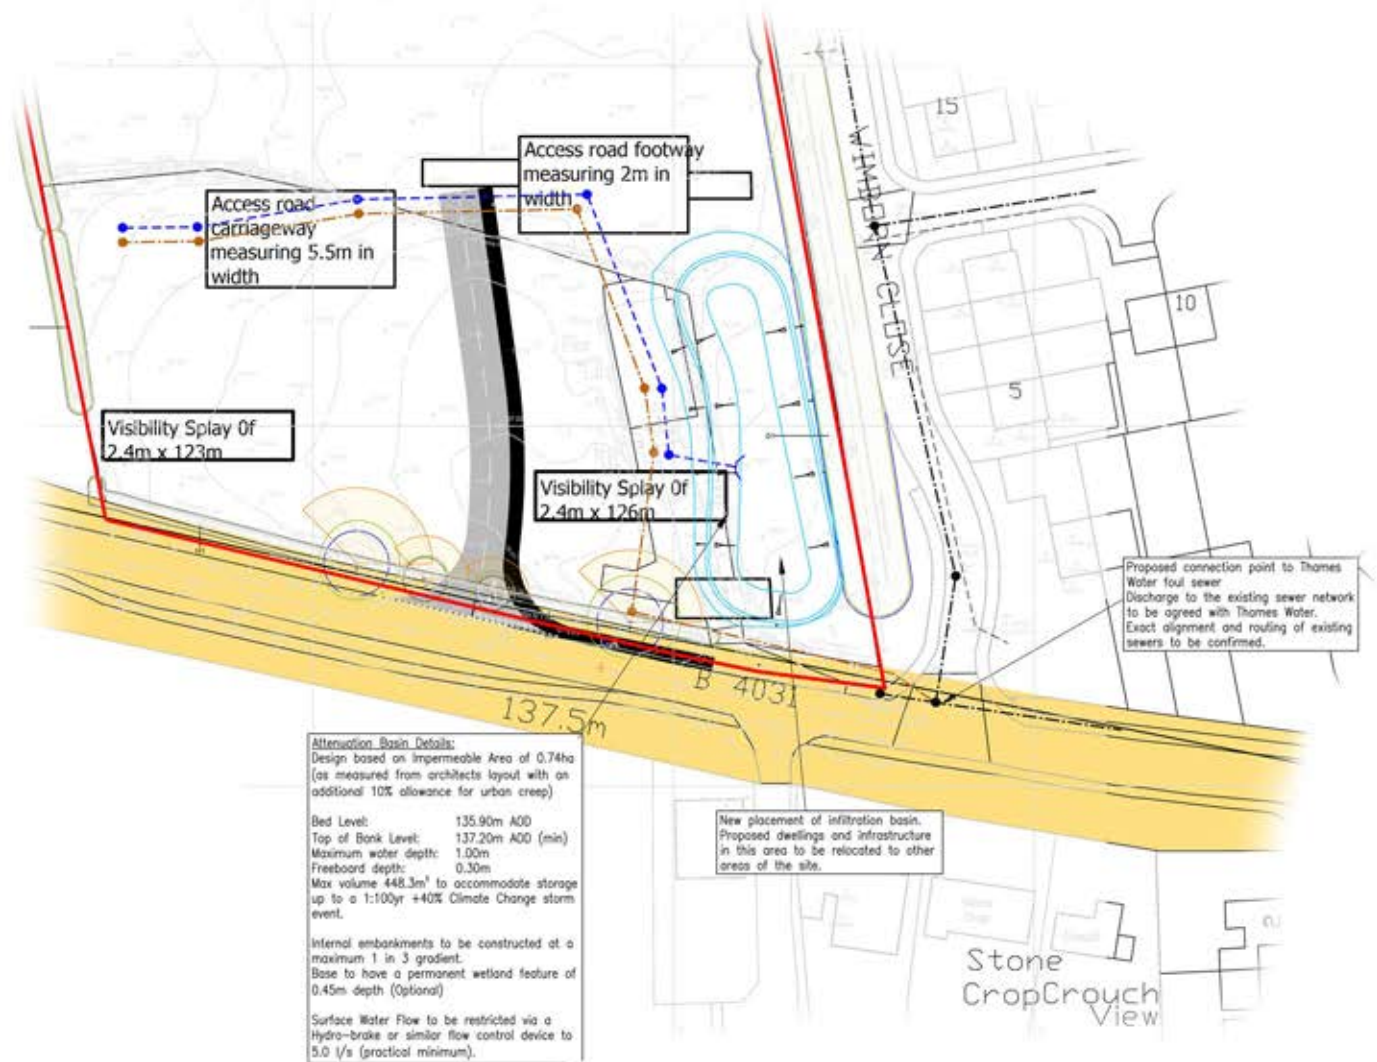 15
WIMBERN CLOSE
Access road footway
measuring 2m in
width
Access road
carriageway
measuring 5.5m in
width
10
5
Visibility Splay Of
2.4m x 123m
Visibility Splay Of
2.4m x 126m
Proposed connection point to Thames
Water foul sewer
Discharge to the existing sewer network
to be agreed with Thames Water.
Exact alignment and routing of existing
sewers to be confirmed.
B 4031
137.5m
Attenuation Basin Details:
Design based on Impermeable Area of 0.74ha
(as measured from architects layout with an
additional 10% allowance for urban creep)
Bed Level: 135.90m AOD
Top of Bank Level: 137.20m AOD (min)
Maximum water depth: 1.00m
Freeboard depth: 0.30m
Max volume 448.3m³ to accommodate storage
up to a 1:100yr +40% Climate Change storm
event.
Internal embankments to be constructed at a
maximum 1 in 3 gradient.
Base to have a permanent wetland feature of
0.45m depth (Optional)
Surface Water Flow to be restricted via a
Hydro-brake or similar flow control device to
5.0 l/s (practical minimum).
New placement of infiltration basin.
Proposed dwellings and infrastructure
in this area to be relocated to other
areas of the site.
Stone
CropCrouch
View